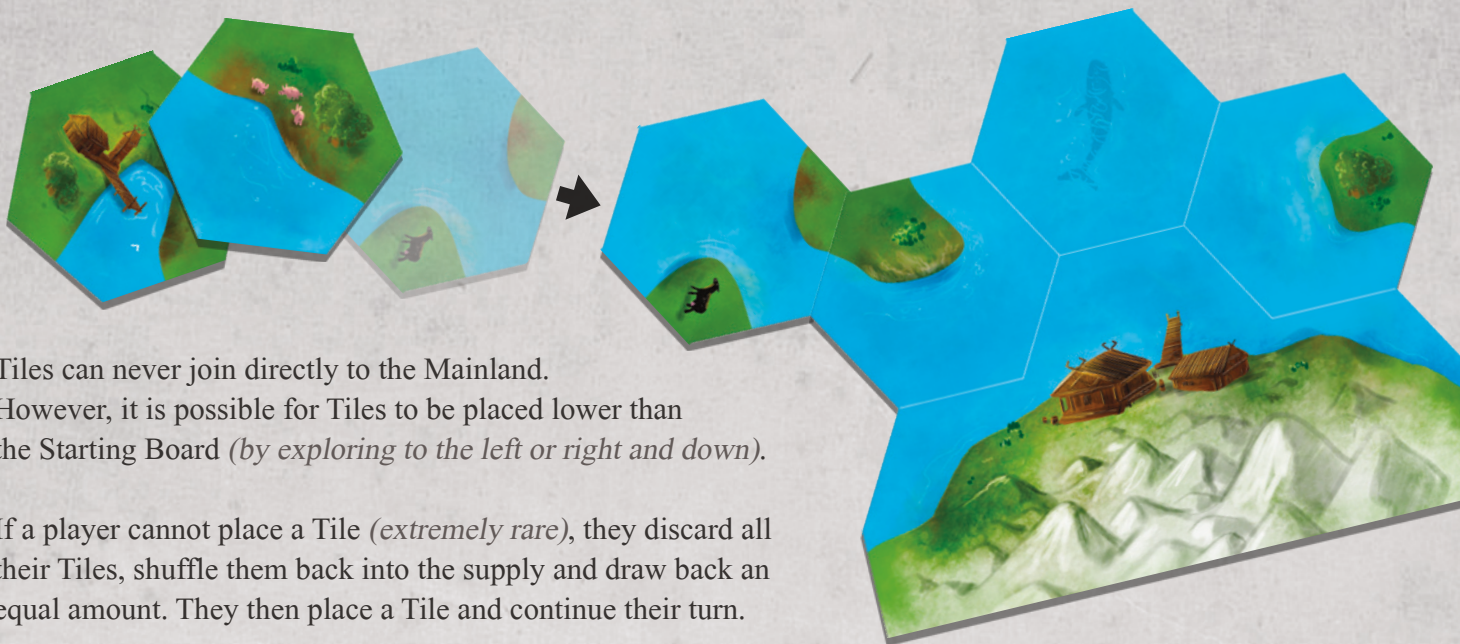 Tiles can never join directly to the Mainland.
However, it is possible for Tiles to be placed lower than
the Starting Board (by exploring to the left or right and down).
If a player cannot place a Tile (extremely rare), they discard all
their Tiles, shuffle them back into the supply and draw back an
equal amount. They then place a Tile and continue their turn.